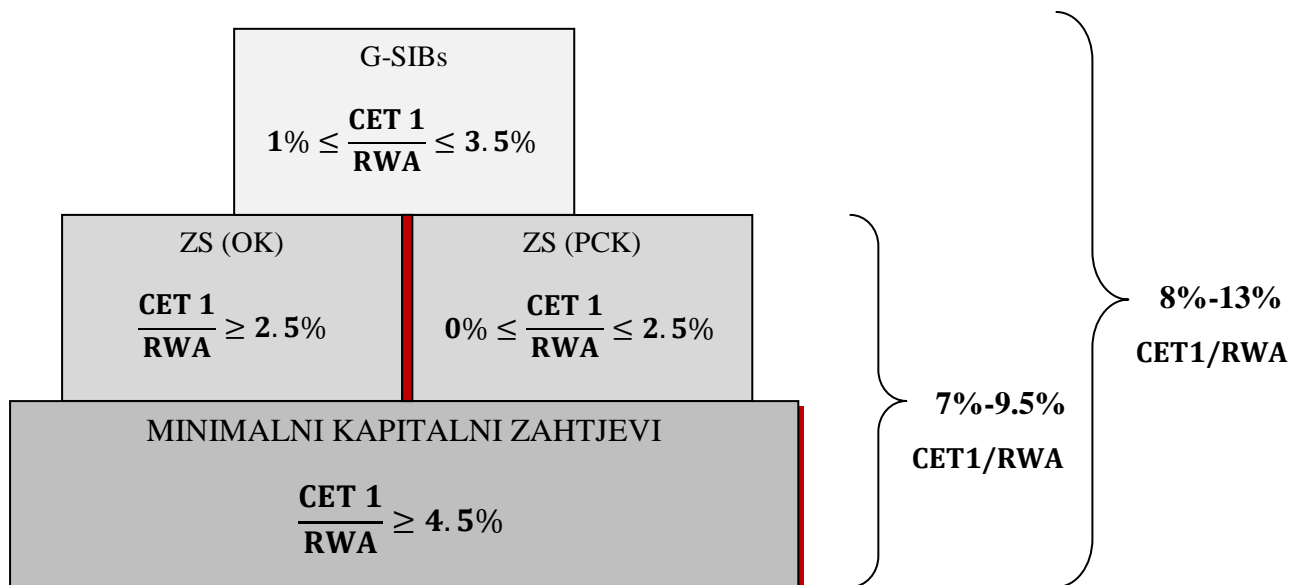 G-SIBs
1% ≤ CET 1/RWA ≤ 3.5%
ZS (OK)
CET 1/RWA ≥ 2.5%
ZS (PCK)
0% ≤ CET 1/RWA ≤ 2.5%
MINIMALNI KAPITALNI ZAHTJEVI
CET 1/RWA ≥ 4.5%
7%-9.5%
CET1/RWA
8%-13%
CET1/RWA